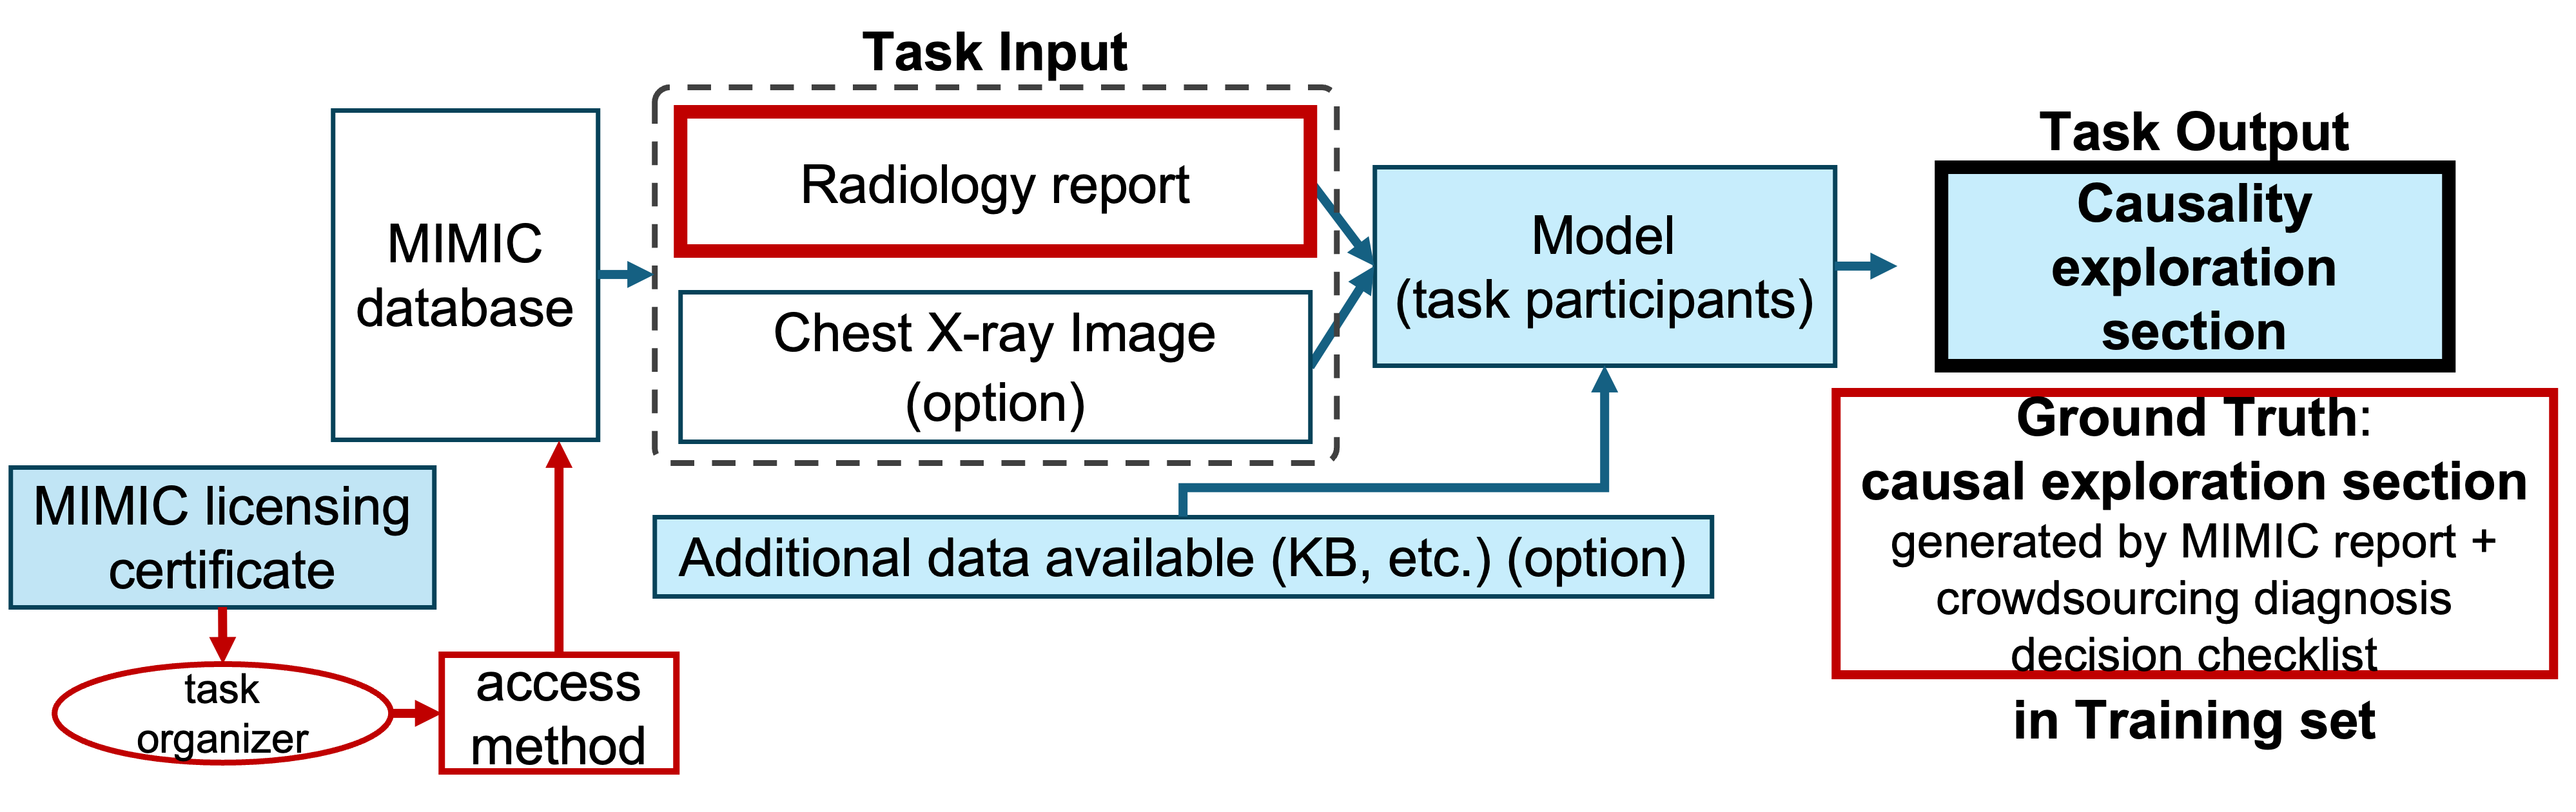 Task Input
MIMIC
database
Radiology report
Chest X-ray Image
(option)
Model
(task participants)
Task Output
Causality
exploration
section
Ground Truth:
causal exploration section
generated by MIMIC report +
crowdsourcing diagnosis
decision checklist
in Training set
MIMIC licensing
certificate
Additional data available (KB, etc.) (option)
task
organizer
access
method